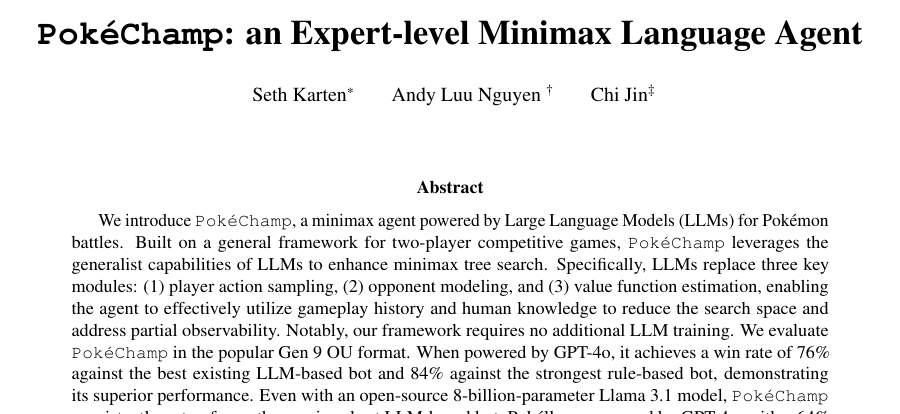 PokéChamp: an Expert-level Minimax Language Agent
Seth Karten* Andy Luu Nguyen † Chi Jin‡
Abstract
We introduce PokéChamp, a minimax agent powered by Large Language Models (LLMs) for Pokémon
battles. Built on a general framework for two-player competitive games, PokéChamp leverages the
generalist capabilities of LLMs to enhance minimax tree search. Specifically, LLMs replace three key
modules: (1) player action sampling, (2) opponent modeling, and (3) value function estimation, enabling
the agent to effectively utilize gameplay history and human knowledge to reduce the search space and
address partial observability. Notably, our framework requires no additional LLM training. We evaluate
PokéChamp in the popular Gen 9 OU format. When powered by GPT-4o, it achieves a win rate of 76%
against the best existing LLM-based bot and 84% against the strongest rule-based bot, demonstrating
its superior performance. Even with an open-source 8-billion-parameter Llama 3.1 model, PokéChamp